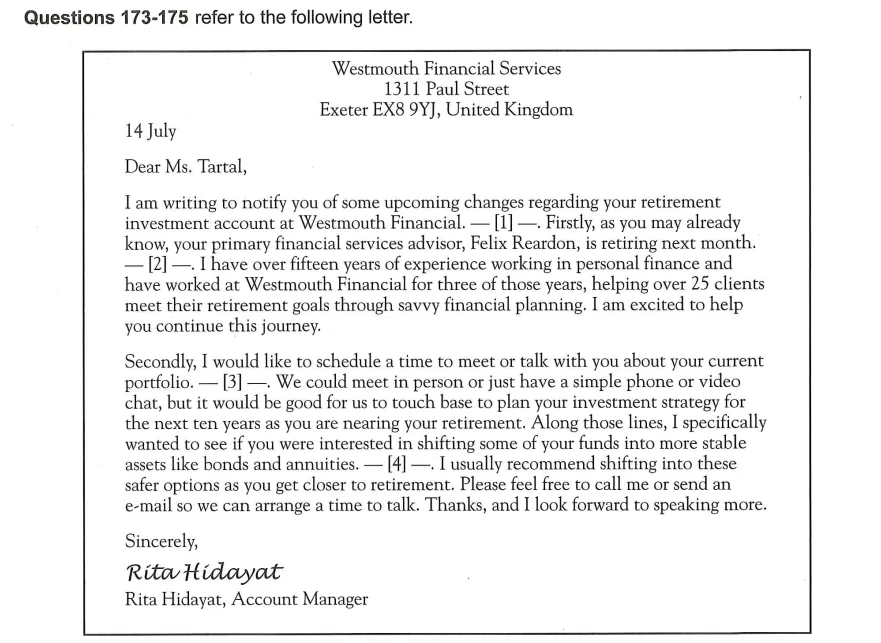 Questions 173-175 refer to the following letter.
Westmouth Financial Services
1311 Paul Street
Exeter EX8 9YJ, United Kingdom
14 July
Dear Ms. Tartal,
I am writing to notify you of some upcoming changes regarding your retirement
investment account at Westmouth Financial. — [1] —. Firstly, as you may already
know, your primary financial services advisor, Felix Reardon, is retiring next month.
— [2] —. I have over fifteen years of experience working in personal finance and
have worked at Westmouth Financial for three of those years, helping over 25 clients
meet their retirement goals through savvy financial planning. I am excited to help
you continue this journey.
Secondly, I would like to schedule a time to meet or talk with you about your current
portfolio. — [3] —. We could meet in person or just have a simple phone or video
chat, but it would be good for us to touch base to plan your investment strategy for
the next ten years as you are nearing your retirement. Along those lines, I specifically
wanted to see if you were interested in shifting some of your funds into more stable
assets like bonds and annuities. — [4] —. I usually recommend shifting into these
safer options as you get closer to retirement. Please feel free to call me or send an
e-mail so we can arrange a time to talk. Thanks, and I look forward to speaking more.
Sincerely,
Rita Hidayat
Rita Hidayat, Account Manager